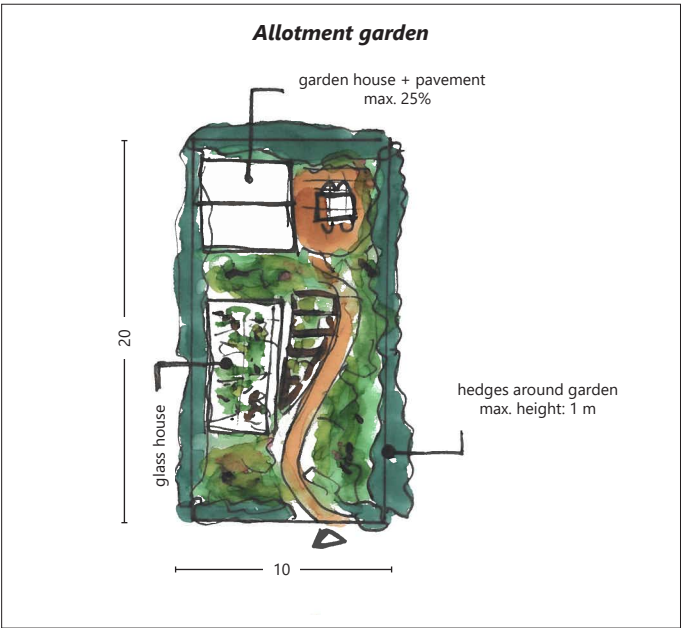 Allotment garden
garden house + pavement
max. 25%
20
glass house
hedges around garden
max. height: 1 m
10